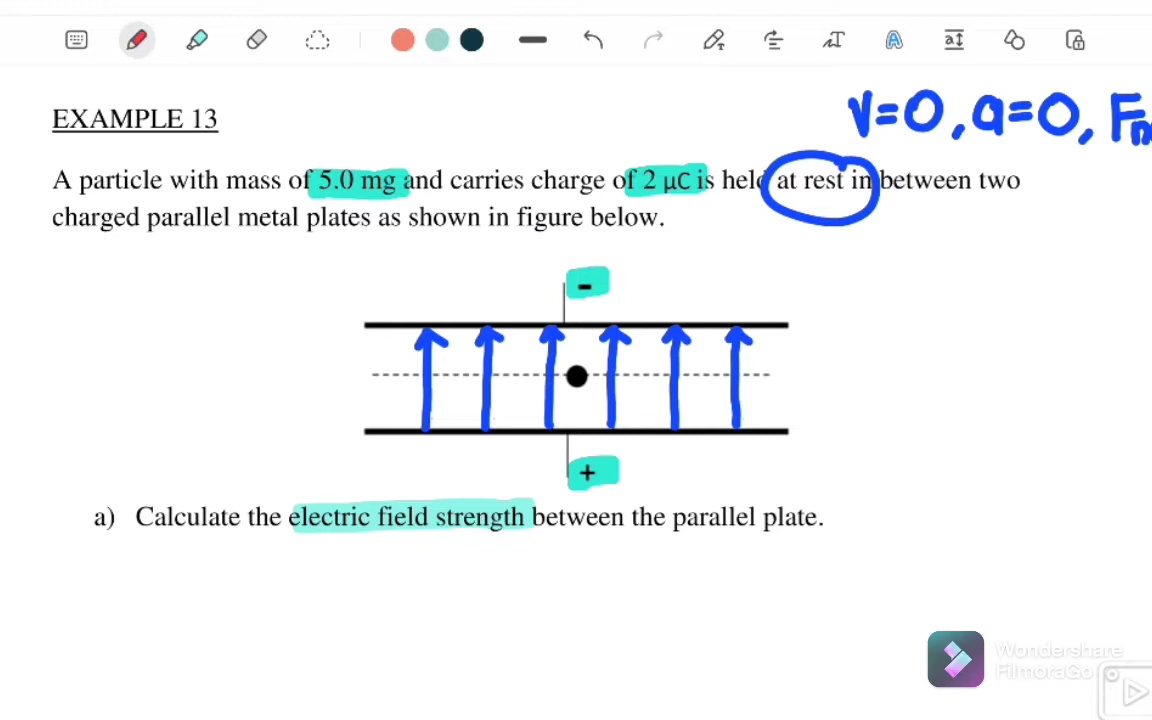 EXAMPLE 13
V=0, a=0, F
A particle with mass of 5.0 mg and carries charge of 2 μC is held at rest in between two
charged parallel metal plates as shown in figure below.
-
+
a) Calculate the electric field strength between the parallel plate.
Wondershare
FilmoraGo